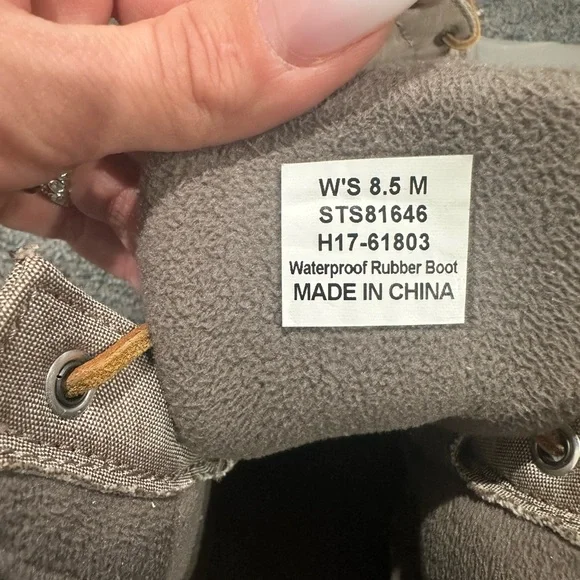 W'S 8.5 M
STS81646
H17-61803
Waterproof Rubber Boot
MADE IN CHINA